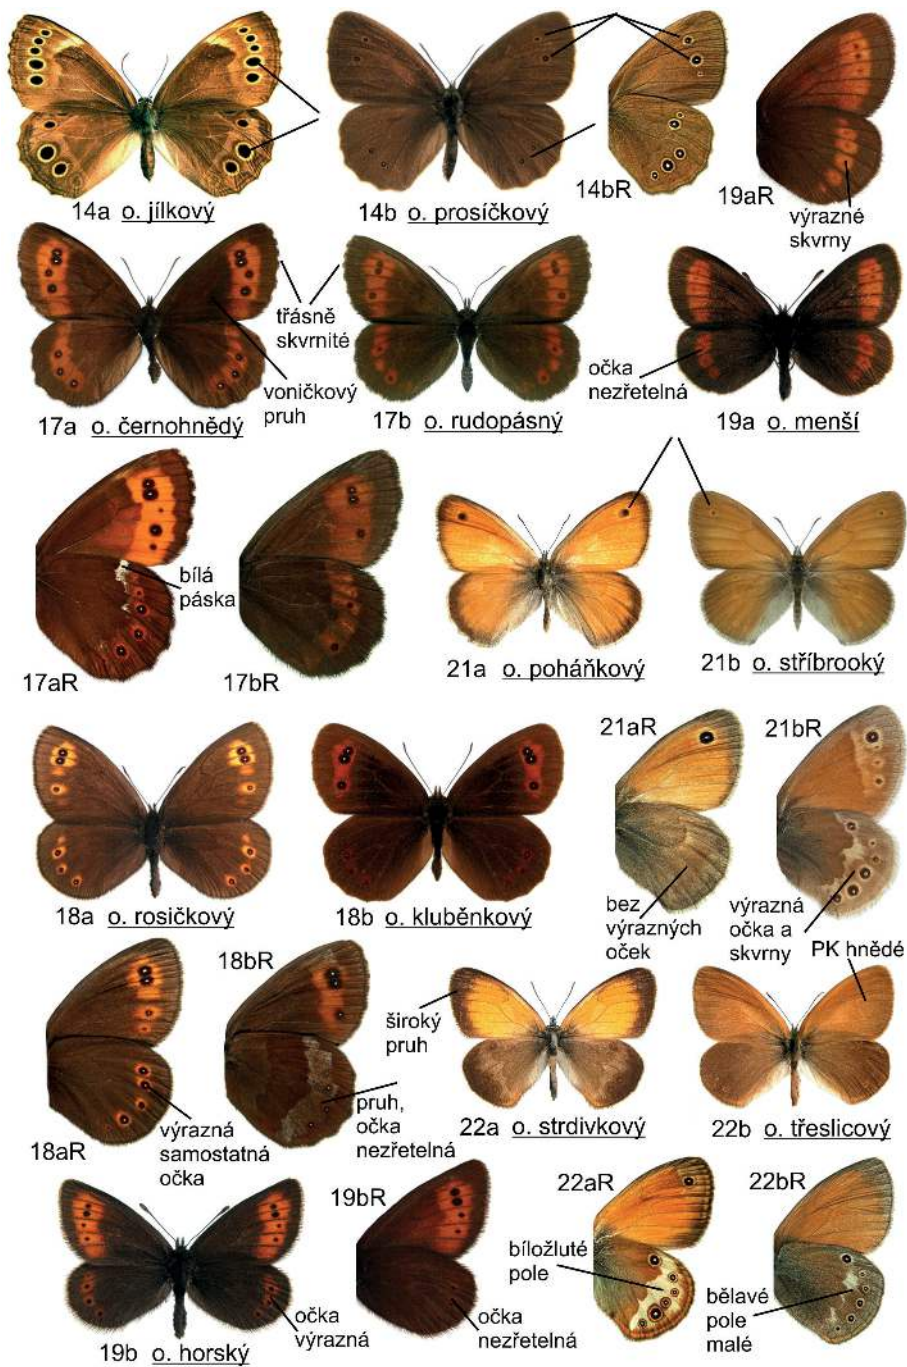 14a o. jílkový
14b o. prosíčkový
14bR
19aR
výrazné
skvrny
třásně
skvrnité
voničkový
pruh
očka
nezřetelná
17a o. černohnědý
17b o. rudopásný
19a o. menší
bílá
páska
17aR
17bR
21a o. poháňkový
21b o. stříbrooký
21aR
21bR
18a o. rosičkový
18b o. kluběnkový
bez
výrazných
oček
výrazná
očka a
skvrny
PK hnědé
18bR
široký
pruh
18aR
výrazná
samostatná
očka
pruh,
očka
nezřetelná
22a o. strdivkový
22b o. třeslicový
19bR
22aR
22bR
bíložluté
pole
bělavé
pole
malé
očka
výrazná
očka
nezřetelná
19b o. horský